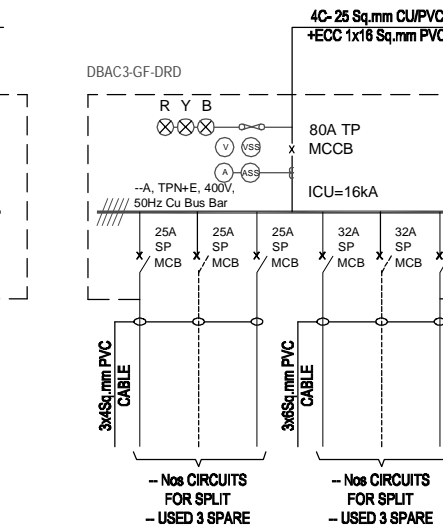 4C- 25 Sq.mm CU/PVC
+ECC 1x16 Sq.mm PVC
DBAC3-GF-DRD
R Y B
80A TP
MCCB
V VSS
A ASS
ICU=16kA
--A, TPN+E, 400V,
50Hz Cu Bus Bar
25A
SP
MCB
25A
SP
MCB
25A
SP
MCB
32A
SP
MCB
32A
SP
MCB
3x4Sq.mm PVC
CABLE
3x6Sq.mm PVC
CABLE
-- Nos CIRCUITS
FOR SPLIT
-- USED 3 SPARE
-- Nos CIRCUITS
FOR SPLIT
-- USED 3 SPARE